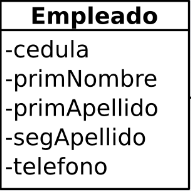 Empleado
-cedula
-primNombre
-primApellido
-segApellido
-telefono